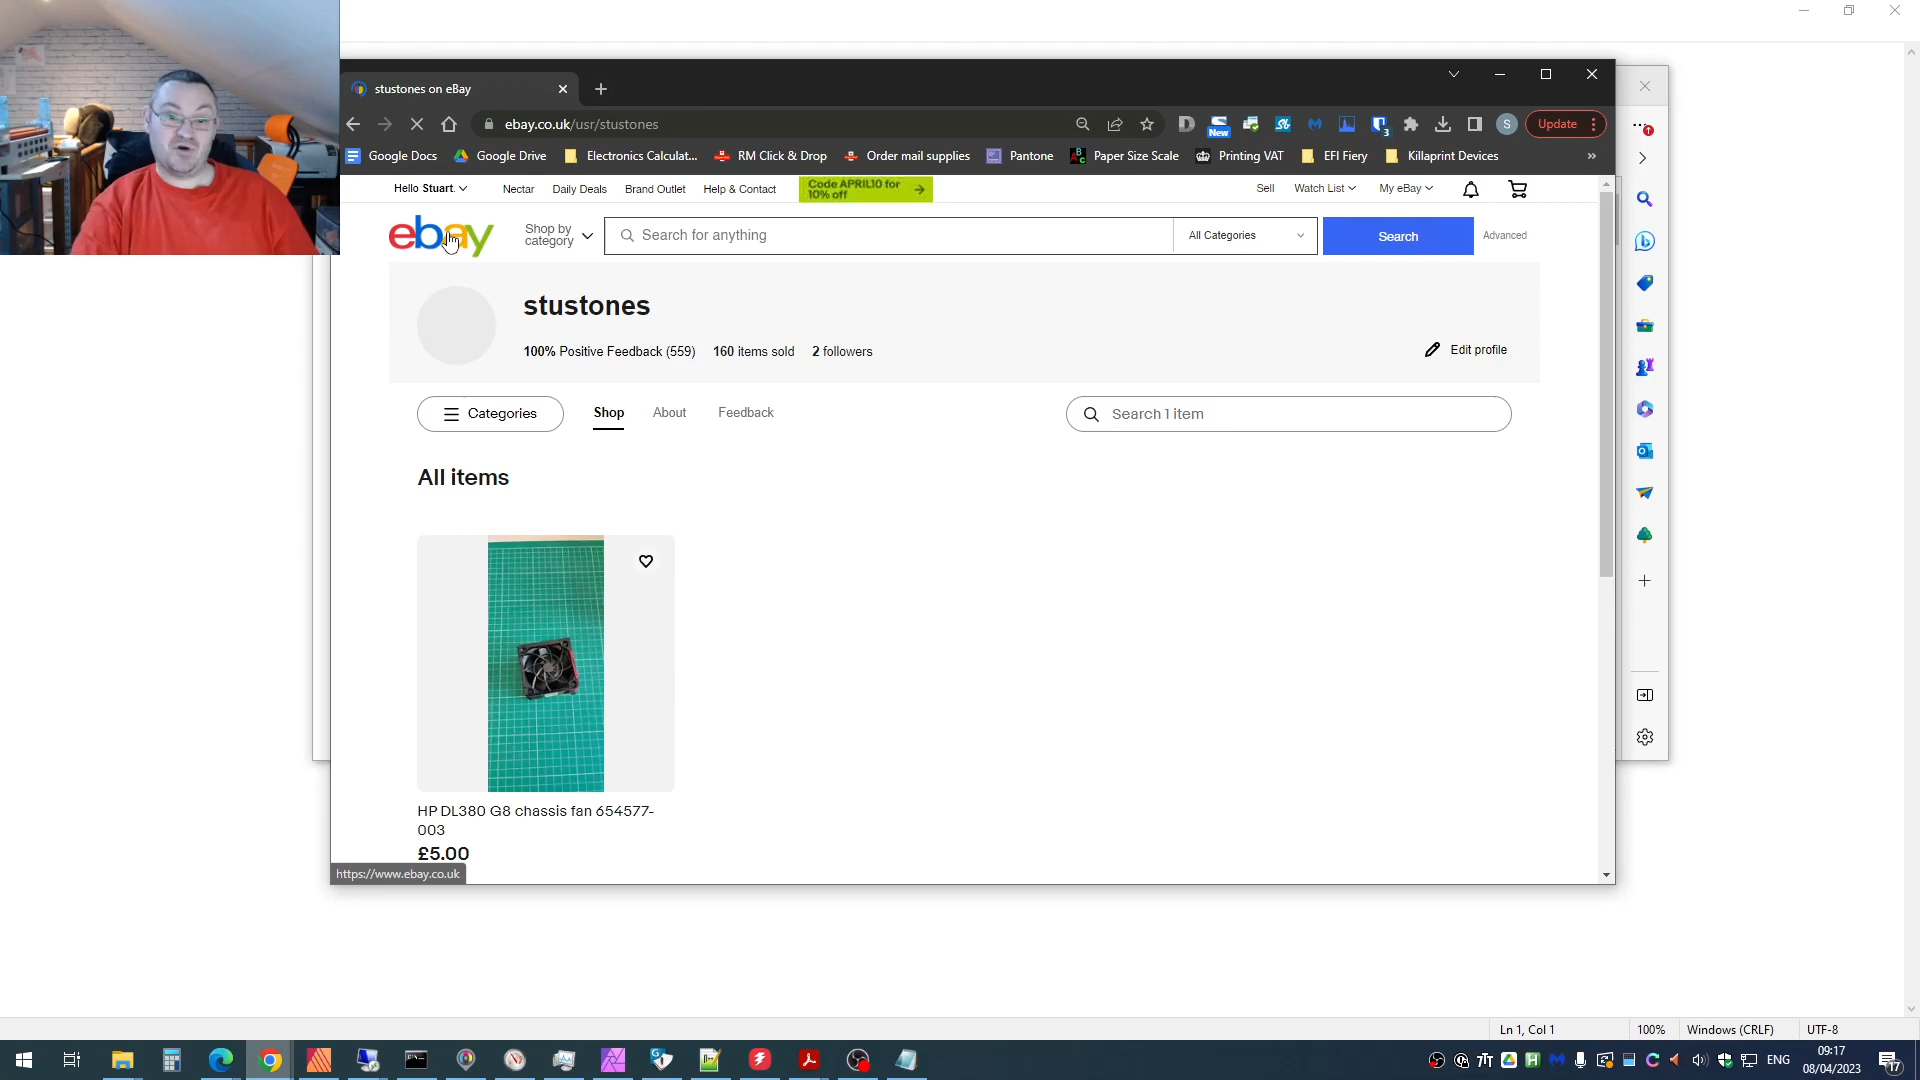 stustones on eBay
ebay.co.uk/usr/stustones
New
3
S
Update
Google Docs
Google Drive
Electronics Calculat...
RM Click & Drop
Order mail supplies
Pantone
Paper Size Scale
Printing VAT
EFI Fiery
Killaprint Devices
»
Hello Stuart.
Nectar
Daily Deals
Brand Outlet
Help & Contact
Code APRIL10 for
10% off
Sell
Watch List
My eBay
ebay
Shop by
category
Search for anything
All Categories
Search
Advanced
stustones
100% Positive Feedback (559) 160 items sold 2 followers
Edit profile
Categories
Shop
About
Feedback
Search 1 item
All items
HP DL380 G8 chassis fan 654577-
003
£5.00
https://www.ebay.co.uk
Ln 1, Col 1
100%
Windows (CRLF)
UTF-8
ENG
09:17
08/04/2023
17